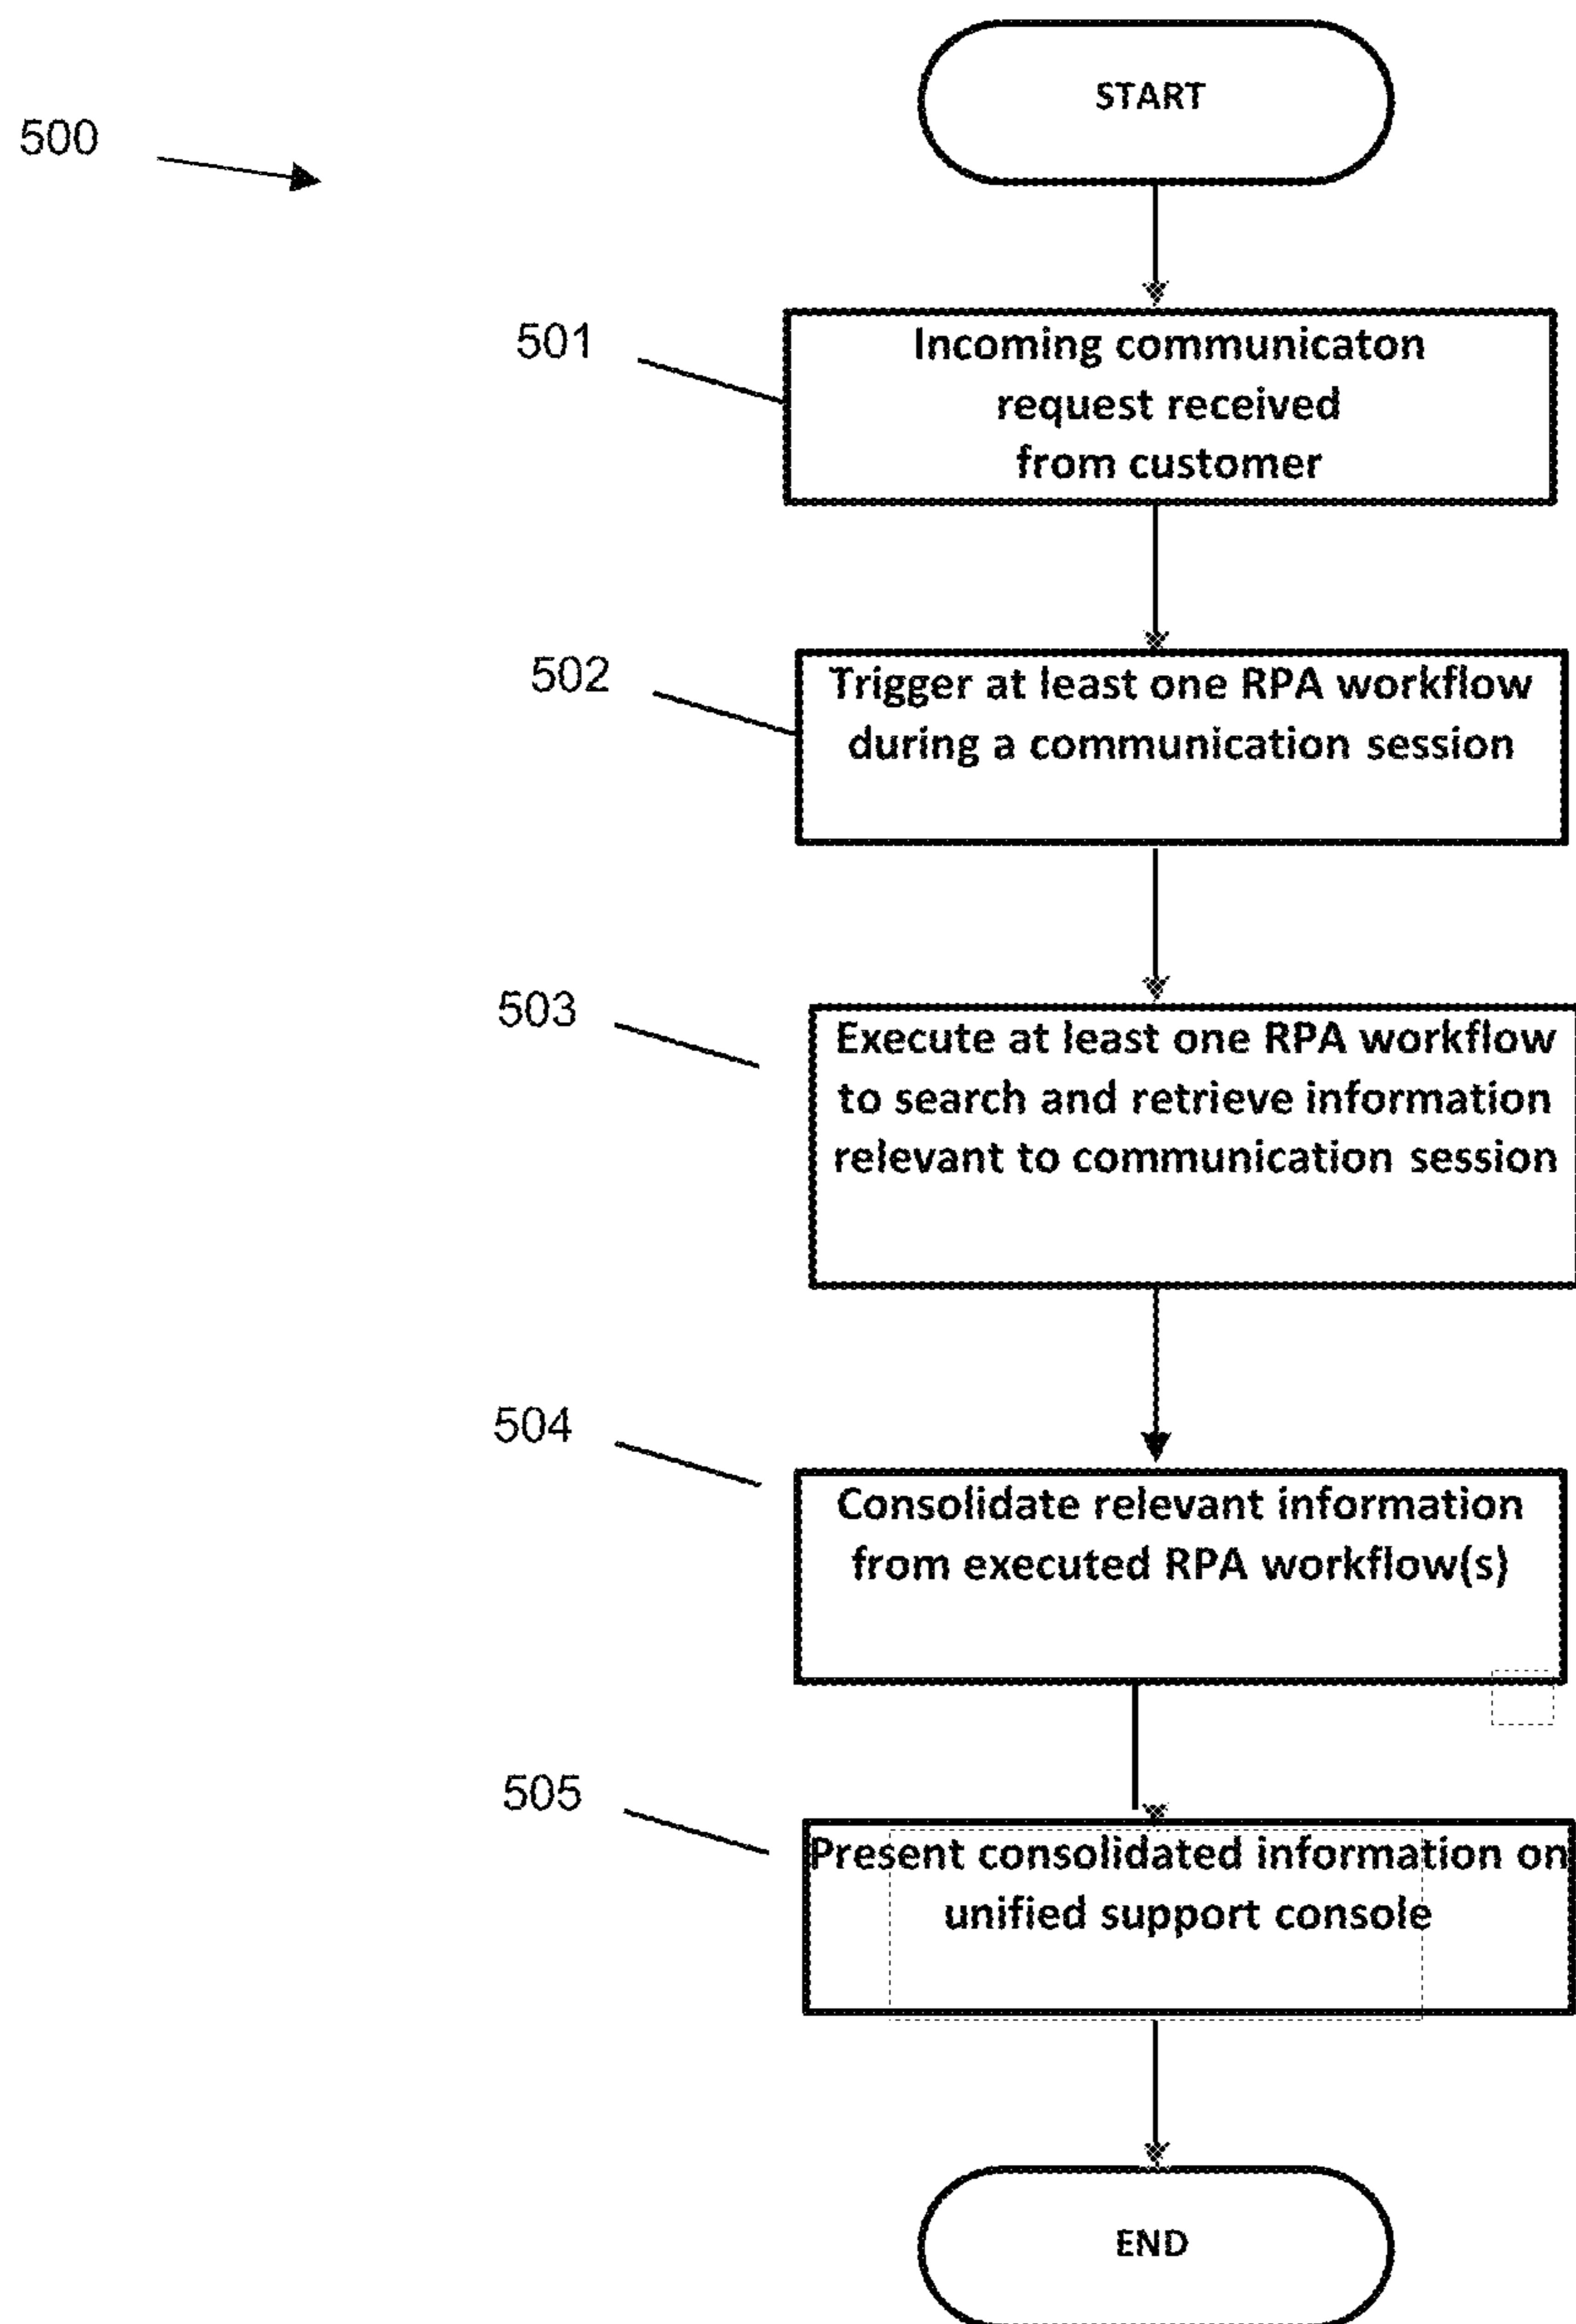 START
500
501
Incoming communicaton
request received
from customer
502
Trigger at least one RPA workflow
during a communication session
503
Execute at least one RPA workflow
to search and retrieve information
relevant to communication session
504
Consolidate relevant information
from executed RPA workflow(s)
505
Present consolidated information on
unified support console
END